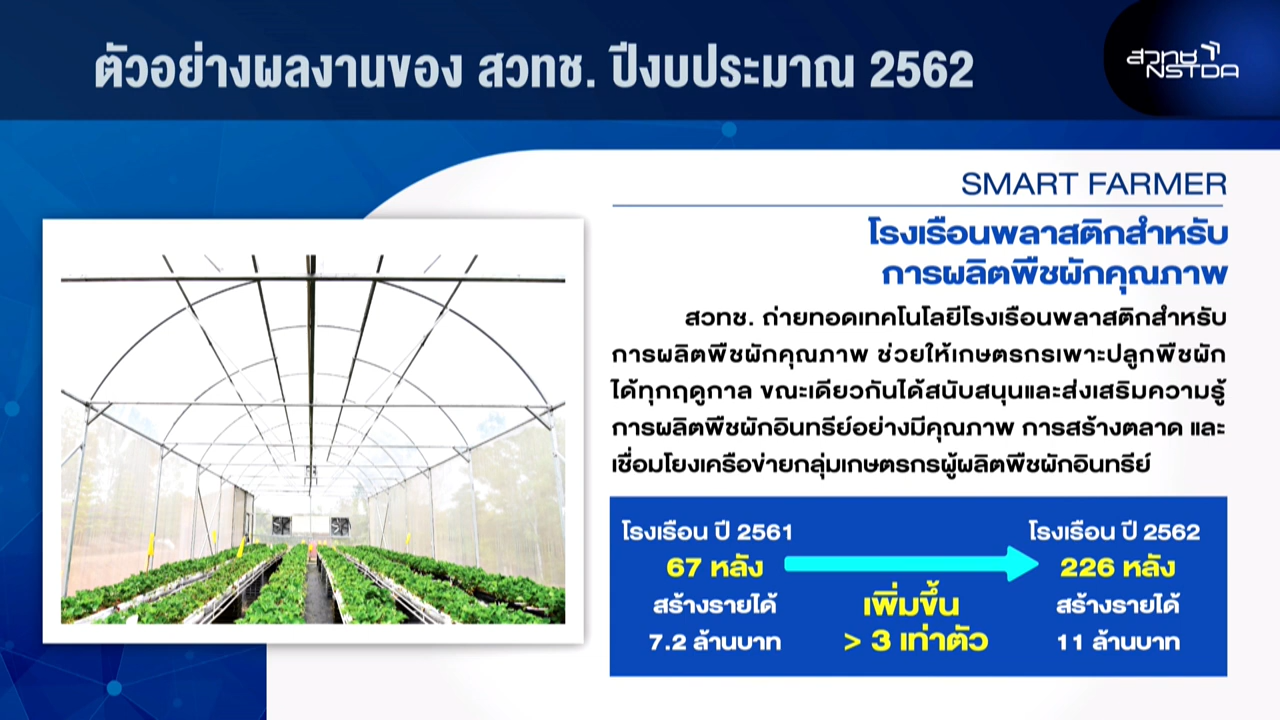 ตัวอย่างผลงานของ สวทช. ปีงบประมาณ 2562
สวทช
NSTDA
SMART FARMER
โรงเรือนพลาสติกสำหรับ
การผลิตพืชผักคุณภาพ
สวทช. ถ่ายทอดเทคโนโลยีโรงเรือนพลาสติกสำหรับ
การผลิตพืชผักคุณภาพ ช่วยให้เกษตรกรเพาะปลูกพืชผัก
ได้ทุกฤดูกาล ขณะเดียวกันได้สนับสนุนและส่งเสริมความรู้
การผลิตพืชผักอินทรีย์อย่างมีคุณภาพ การสร้างตลาด และ
เชื่อมโยงเครือข่ายกลุ่มเกษตรกรผู้ผลิตพืชผักอินทรีย์
โรงเรือน ปี 2561
67 หลัง
สร้างรายได้
7.2 ล้านบาท
เพิ่มขึ้น
> 3 เท่าตัว
โรงเรือน ปี 2562
226 หลัง
สร้างรายได้
11 ล้านบาท